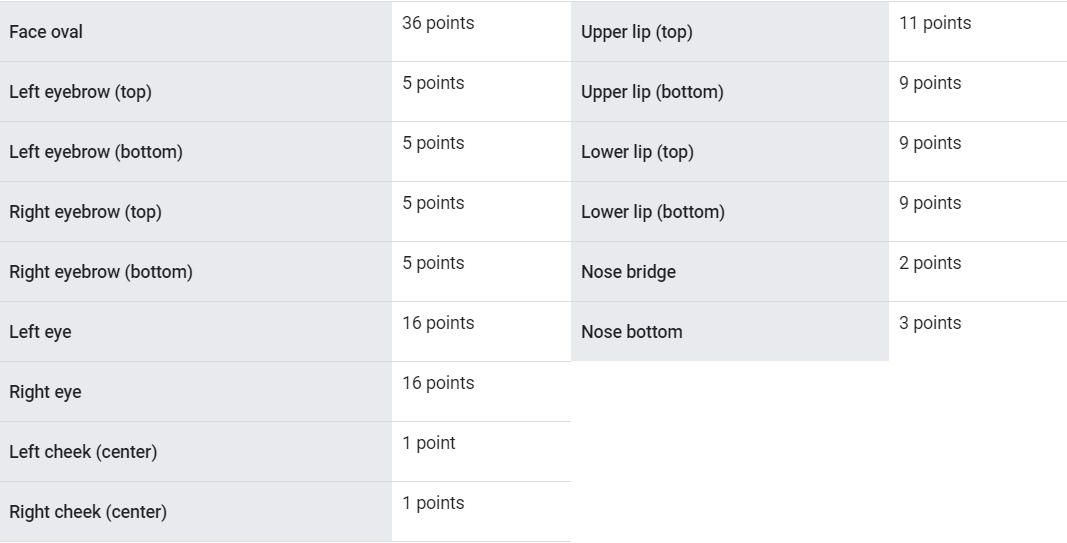 Face oval 36 points
Left eyebrow (top) 5 points
Left eyebrow (bottom) 5 points
Right eyebrow (top) 5 points
Right eyebrow (bottom) 5 points
Left eye 16 points
Right eye 16 points
Left cheek (center) 1 point
Right cheek (center) 1 points
Upper lip (top) 11 points
Upper lip (bottom) 9 points
Lower lip (top) 9 points
Lower lip (bottom) 9 points
Nose bridge 2 points
Nose bottom 3 points